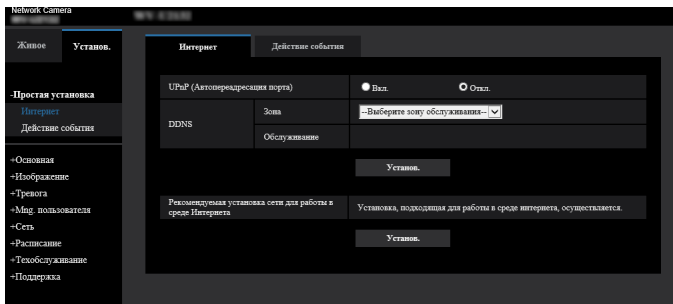 Network Camera
Живое
Установ.
-Простая установка
Интернет
Действие события
+Основная
+Изображение
+Тревога
+Mng. пользователя
+Сеть
+Расписание
+Техобслуживание
+Поддержка
Интернет
Действие события
UPnP (Автопереадресация порта)
Вкл.
Откл.
DDNS
Зона
--Выберите зону обслуживания--
Обслуживание
Установ.
Рекомендуемая установка сети для работы в
среде Интернета
Установка, подходящая для работы в среде интернета, осуществляется.
Установ.